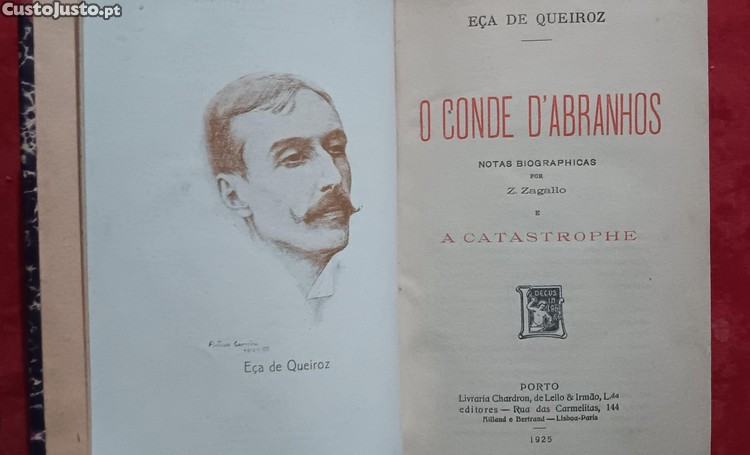 CustoJusto.pt
Eça de Queiroz
EÇA DE QUEIROZ
O CONDE D'ABRANHOS
NOTAS BIOGRAPHICAS
POR
Z. Zagallo
E
A CATASTROPHE
DECUS
IN
LABORE
PORTO
Livraria Chardron, de Lello & Irmão, L.da
editores — Rua das Carmelitas, 144
Aillaud e Bertrand — Lisboa-Paris
1925